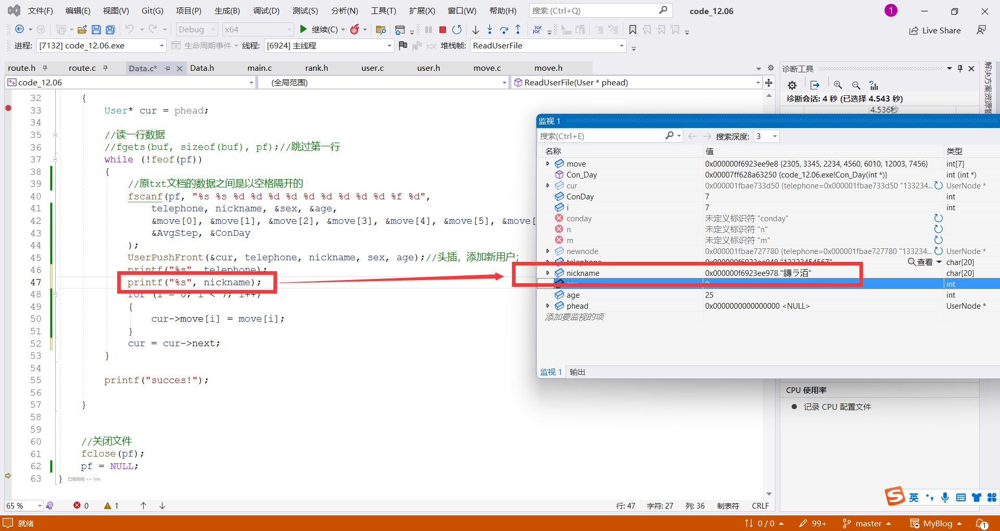 文件(F) 编辑(E) 视图(V) Git(G) 项目(P) 生成(B) 调试(D) 测试(S) 分析(N) 工具(T) 扩展(X) 窗口(W) 帮助(H) 搜索 (Ctrl+Q) code_12.06 1
Debug x64 继续(C) Live Share
进程: [7132] code_12.06.exe 生命周期事件 线程: [6924] 主线程 堆栈帧: ReadUserFile
route.h route.c Data.c* Data.h main.c rank.h user.c user.h move.c move.h
code_12.06 (全局范围) ReadUserFile(User * phead)
32 {
33 User* cur = phead;
34
35 //读一行数据
36 //fgets(buf, sizeof(buf), pf);//跳过第一行
37 while (!feof(pf))
38 {
39 //原txt文档的数据之间是以空格隔开的
40 fscanf(pf, "%s %s %d %d %d %d %d %d %d %d %d %f %d",
41 telephone, nickname, &sex, &age,
42 &move[0], &move[1], &move[2], &move[3], &move[4], &move[5], &move[
43 &AvgStep, &ConDay
44 );
45 UserPushFront(&cur, telephone, nickname, sex, age);//头插，添加新用户；
46 printf("%s", telephone);
47 printf("%s", nickname);
48 for (i = 0; i < 7; i++)
49 {
50 cur->move[i] = move[i];
51 }
52 cur = cur->next;
53 }
54
55 printf("succes!");
56
57 }
58
59
60 //关闭文件
61 fclose(pf);
62 pf = NULL;
63 } 已用时间 <= 1ms
诊断工具
诊断会话: 4 秒 (已选择 4.543 秒)
4.536秒
解决方案资源管
监视 1
搜索(Ctrl+E) 搜索深度: 3
名称 值 类型
move 0x000000f6923ee9e8 {2305, 3345, 2234, 4560, 6010, 12003, 7456} int[7]
Con_Day 0x00007ff628a63250 {code_12.06.exe!Con_Day(int *)} int (int *)
cur 0x000001fbae733d50 {telephone=0x000001fbae733d50 "133234... UserNode *
ConDay 7 int
i 7 int
conday 未定义标识符 "conday"
n 未定义标识符 "n"
m 未定义标识符 "m"
newnode 0x000001fbae727780 {telephone=0x000001fbae727780 "133234... UserNode *
telephone 0x000000f6923ee948 "13323454567" 查看 char[20]
nickname 0x000000f6923ee978 "鏄ラ洦" char[20]
int
age 25 int
phead 0x0000000000000000 <NULL> UserNode *
添加要监视的项
监视 1 输出
CPU 使用率
记录 CPU 配置文件
65 % 0 1 行: 47 字符: 27 列: 36 制表符 CRLF
英
就绪 0 / 0 99+ master MyBlog 1